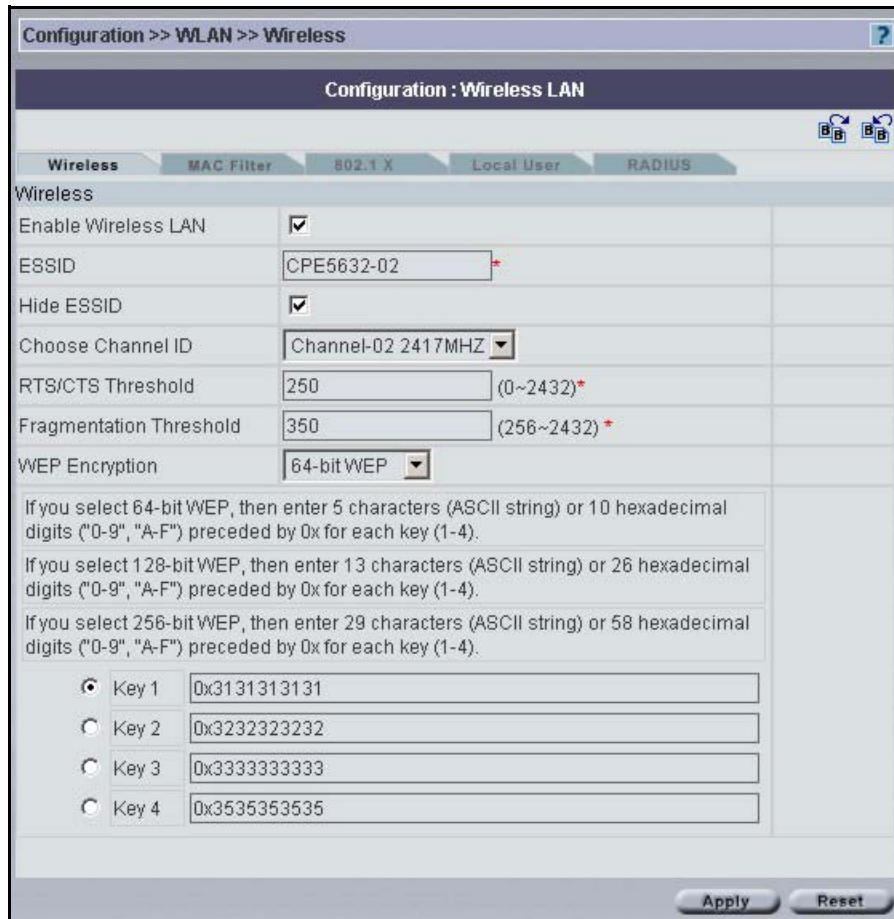 Configuration >> WLAN >> Wireless
?
Configuration : Wireless LAN
B B B B
Wireless MAC Filter 802.1 X Local User RADIUS
Wireless
Enable Wireless LAN
ESSID CPE5632-02 *
Hide ESSID
Choose Channel ID Channel-02 2417MHZ
RTS/CTS Threshold 250 (0~2432)*
Fragmentation Threshold 350 (256~2432) *
WEP Encryption 64-bit WEP
If you select 64-bit WEP, then enter 5 characters (ASCII string) or 10 hexadecimal
digits ("0-9", "A-F") preceded by 0x for each key (1-4).
If you select 128-bit WEP, then enter 13 characters (ASCII string) or 26 hexadecimal
digits ("0-9", "A-F") preceded by 0x for each key (1-4).
If you select 256-bit WEP, then enter 29 characters (ASCII string) or 58 hexadecimal
digits ("0-9", "A-F") preceded by 0x for each key (1-4).
Key 1 0x3131313131
Key 2 0x3232323232
Key 3 0x3333333333
Key 4 0x3535353535
Apply Reset